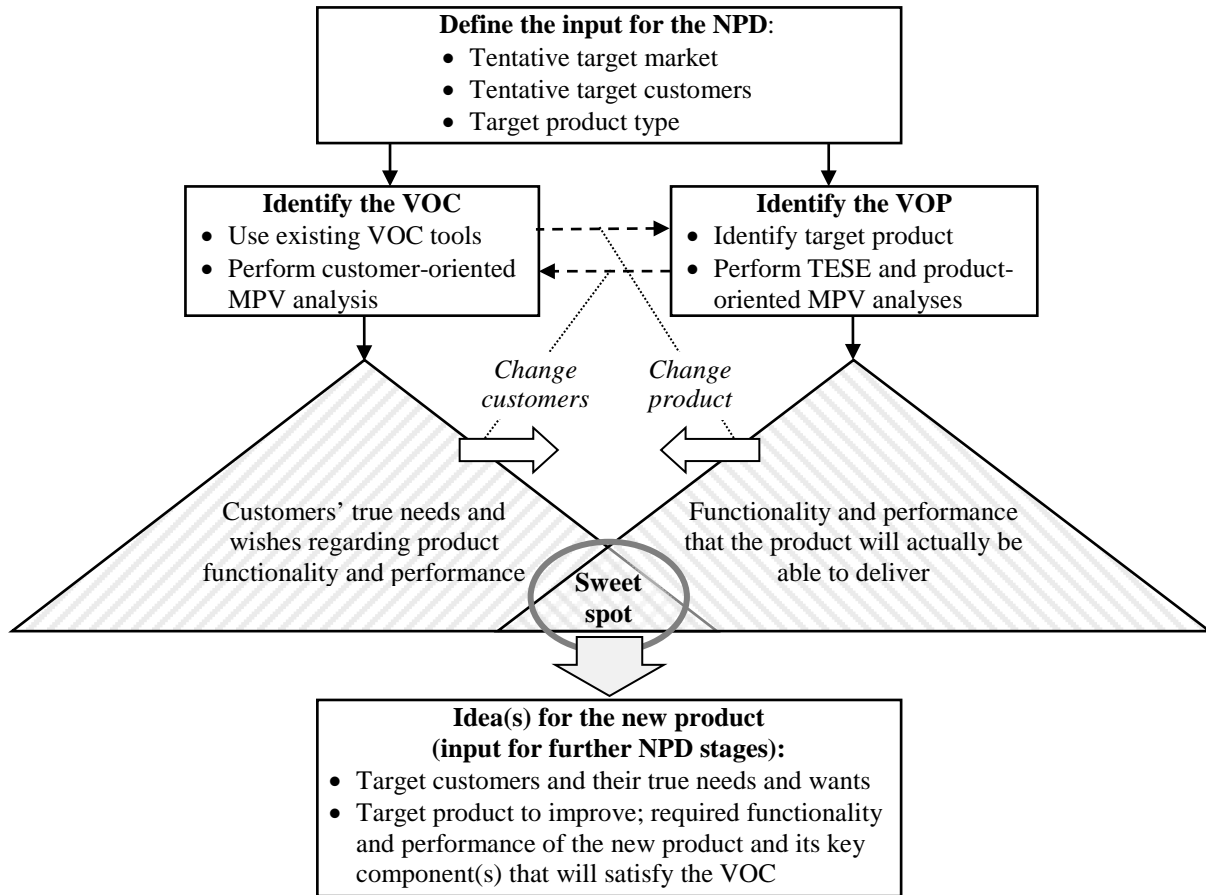 Define the input for the NPD:
• Tentative target market
• Tentative target customers
• Target product type
Identify the VOC
• Use existing VOC tools
• Perform customer-oriented
MPV analysis
Identify the VOP
• Identify target product
• Perform TESE and product-
oriented MPV analyses
Change
customers
Change
product
Customers’ true needs and
wishes regarding product
functionality and performance
Functionality and performance
that the product will actually be
able to deliver
Sweet
spot
Idea(s) for the new product
(input for further NPD stages):
• Target customers and their true needs and wants
• Target product to improve; required functionality
and performance of the new product and its key
component(s) that will satisfy the VOC